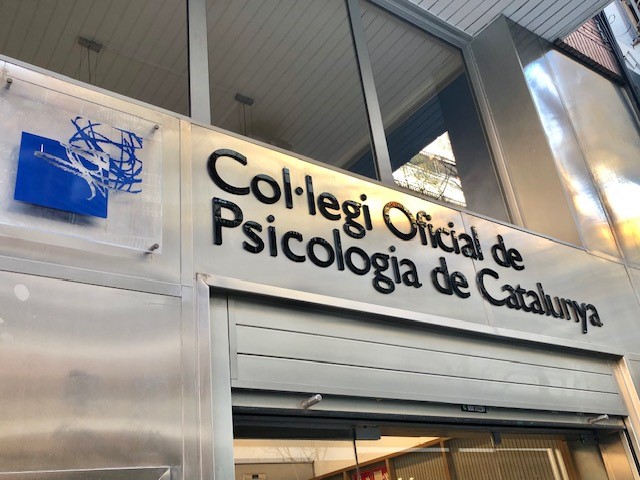 Col·legi Oficial de
Psicologia de Catalunya